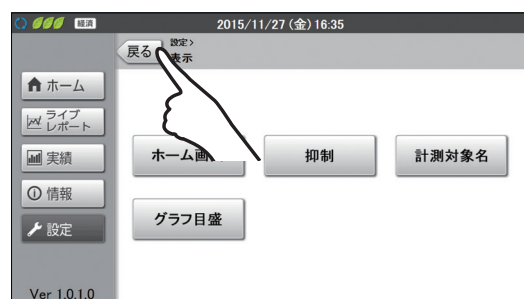 経済
2015/11/27 (金) 16:35
戻る
設定>
表示
ホーム
ライブ
レポート
実績
情報
設定
ホーム画
抑制
計測対象名
グラフ目盛
Ver 1.0.1.0